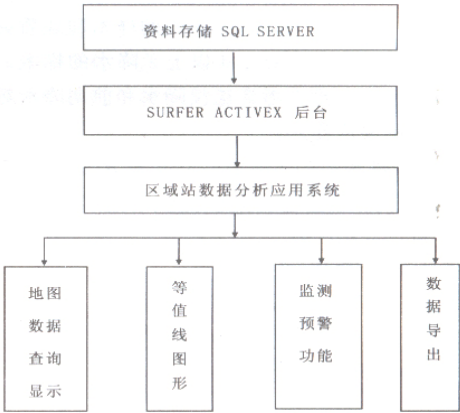 资料存储 SQL SERVER
SURFER ACTIVEX 后台
区域站数据分析应用系统
地图
数据
查询
显示
等
值
线
图
形
监测
预警
功能
数
据
导
出